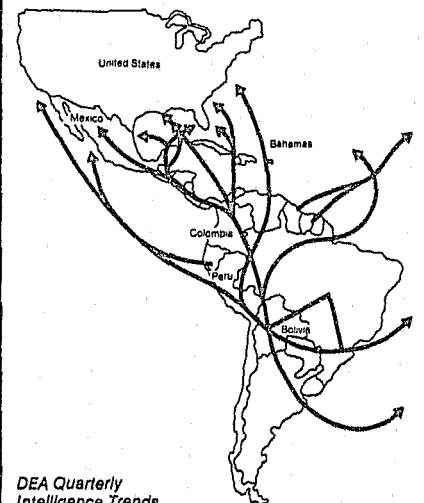 United States
Mexico
Bahamas
Colombia
Peru
Bolivia
DEA Quarterly
Intelligence Trends